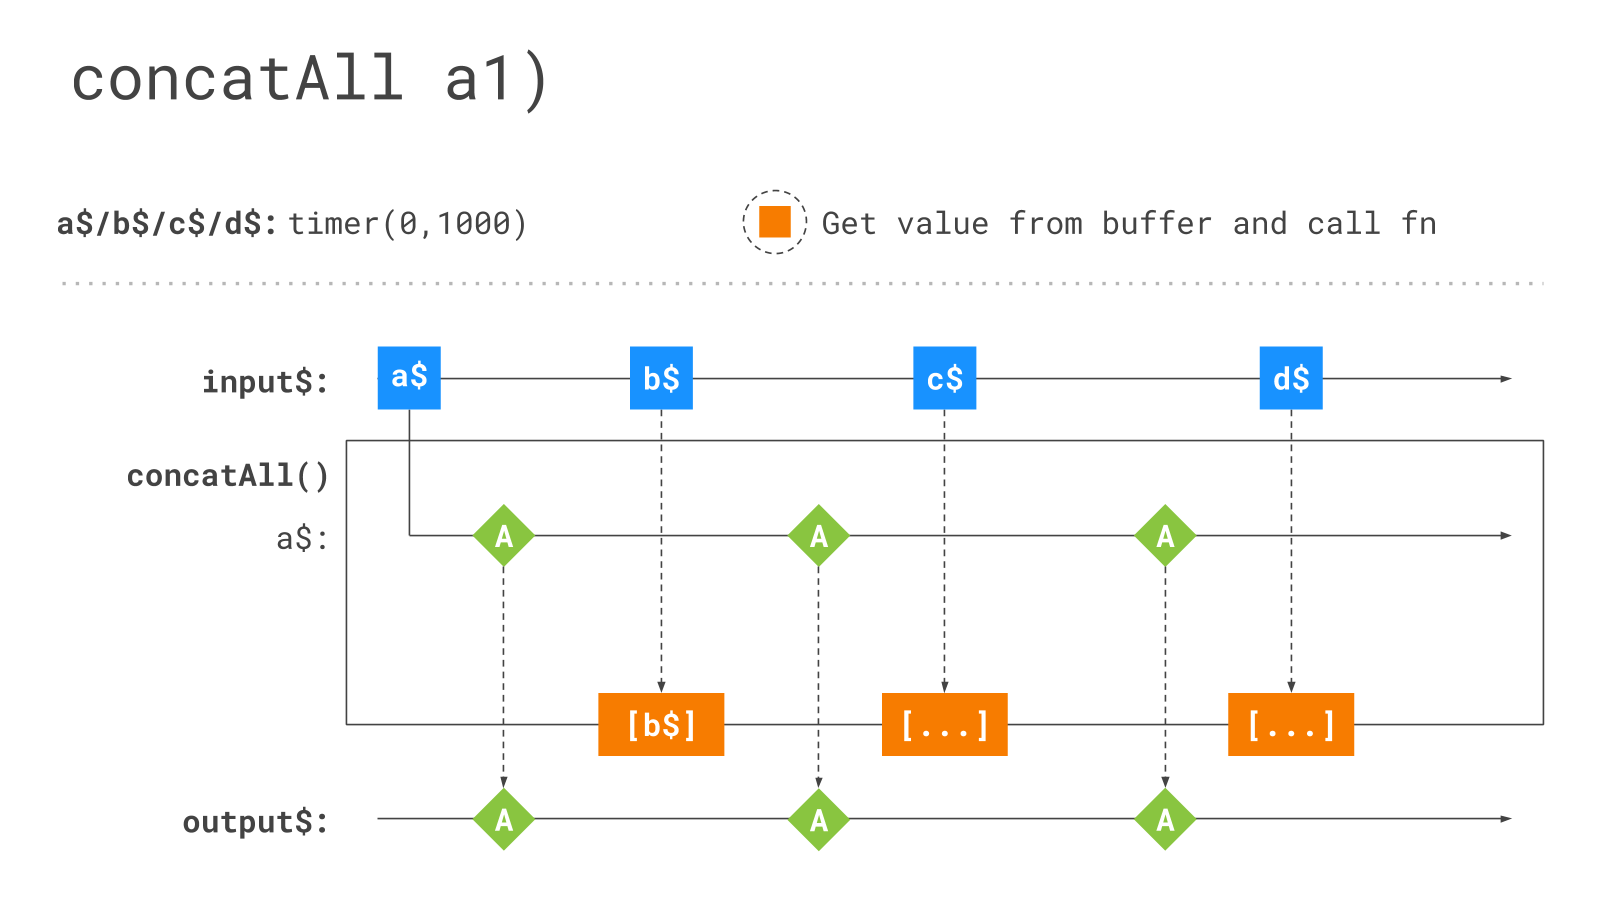 concatAll a1)
a$/b$/c$/d$: timer(0,1000)
Get value from buffer and call fn
input$:
a$ b$ c$ d$
concatAll()
a$:
A A A
[b$] [...] [...]
output$:
A A A